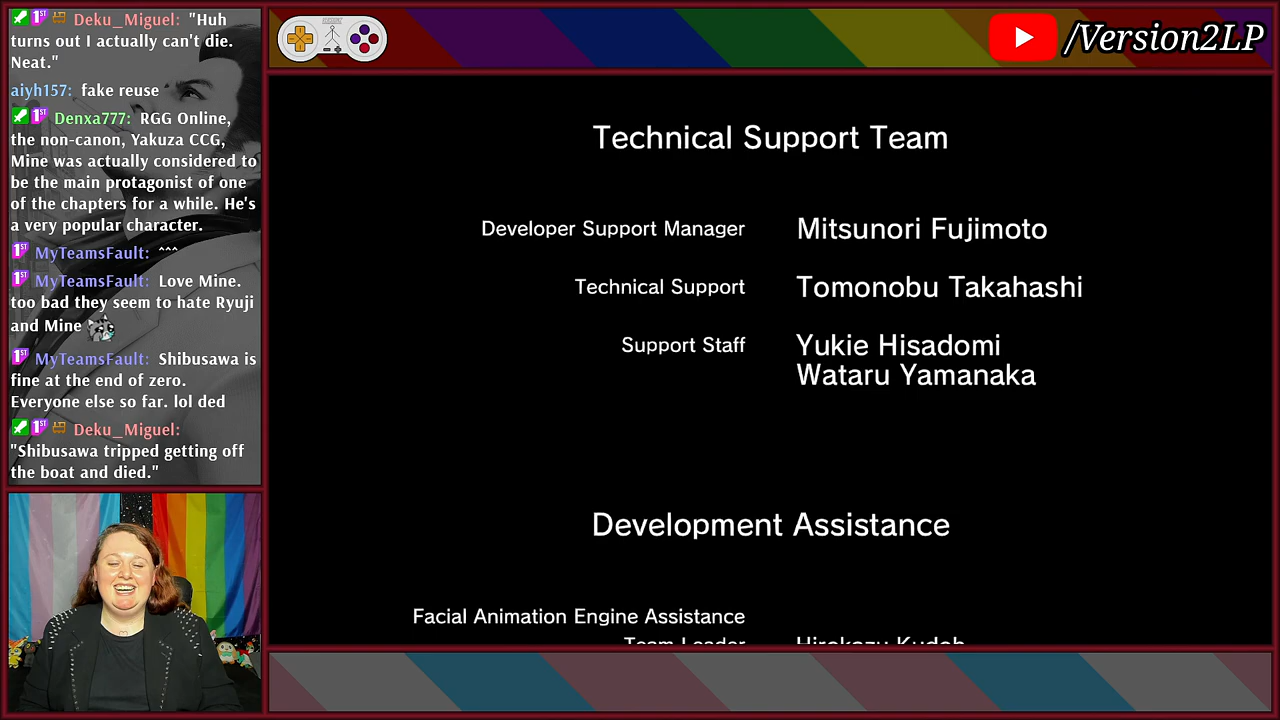 Deku_Miguel: "Huh
turns out I actually can't die.
Neat."
aiyh157: fake reuse
Denxa777: RGG Online,
the non-canon, Yakuza CCG,
Mine was actually considered to
be the main protagonist of one
of the chapters for a while. He's
a very popular character.
MyTeamsFault: ^^^
MyTeamsFault: Love Mine.
too bad they seem to hate Ryuji
and Mine
MyTeamsFault: Shibusawa is
fine at the end of zero.
Everyone else so far. lol ded
Deku_Miguel:
"Shibusawa tripped getting off
the boat and died."
/Version2LP
Technical Support Team
Developer Support Manager Mitsunori Fujimoto
Technical Support Tomonobu Takahashi
Support Staff Yukie Hisadomi
Wataru Yamanaka
Development Assistance
Facial Animation Engine Assistance
Team Leader Hirokazu Kudoh